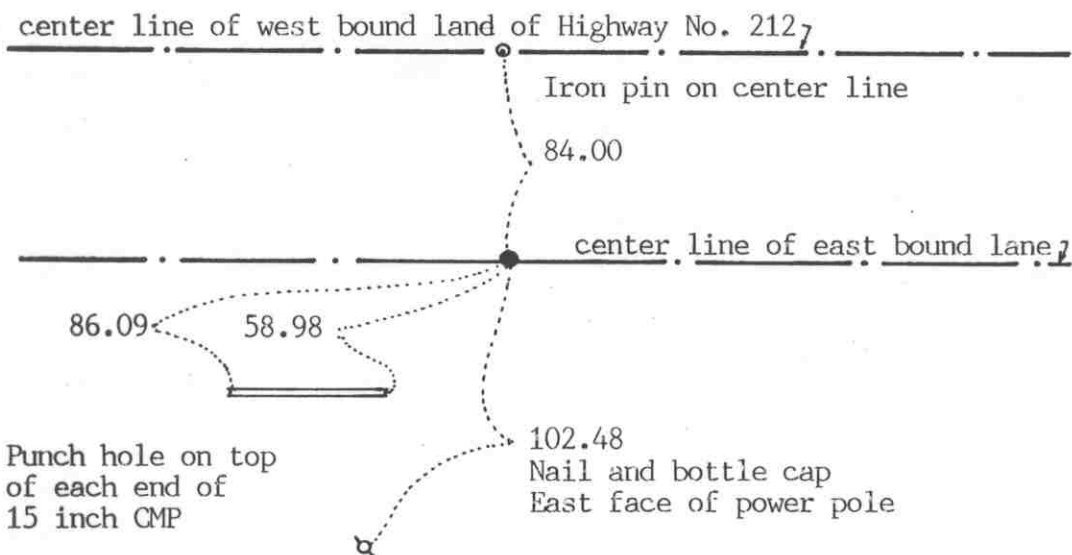 center line of west bound land of Highway No. 212
Iron pin on center line
84.00
center line of east bound lane
86.09
58.98
102.48
Nail and bottle cap
East face of power pole
Punch hole on top
of each end of
15 inch CMP